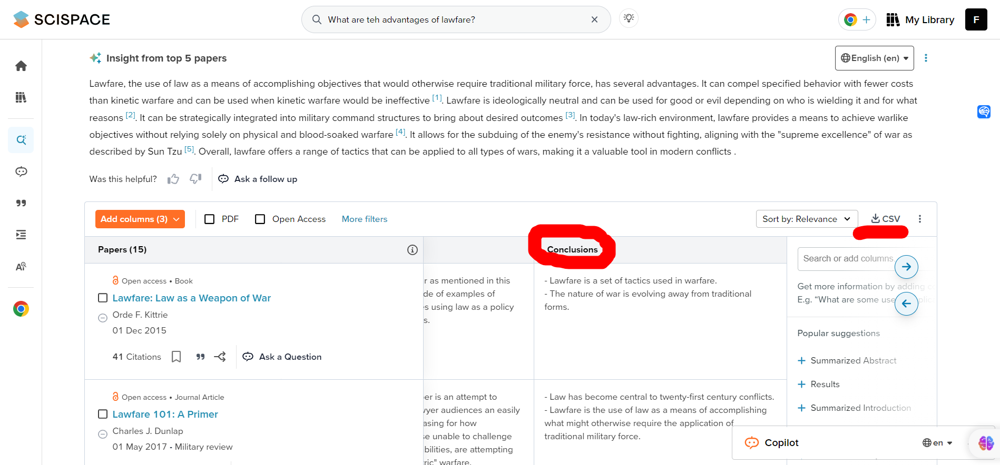 SCISPACE
What are teh advantages of lawfare?
My Library
F
Insight from top 5 papers
English (en)
Lawfare, the use of law as a means of accomplishing objectives that would otherwise require traditional military force, has several advantages. It can compel specified behavior with fewer costs
than kinetic warfare and can be used when kinetic warfare would be ineffective [1]. Lawfare is ideologically neutral and can be used for good or evil depending on who is wielding it and for what
reasons [2]. It can be strategically integrated into military command structures to bring about desired outcomes [3]. In today's law-rich environment, lawfare provides a means to achieve warlike
objectives without relying solely on physical and blood-soaked warfare [4]. It allows for the subduing of the enemy's resistance without fighting, aligning with the "supreme excellence" of war as
described by Sun Tzu [5]. Overall, lawfare offers a range of tactics that can be applied to all types of wars, making it a valuable tool in modern conflicts .
Was this helpful?
Ask a follow up
Add columns (3)
PDF
Open Access
More filters
Sort by: Relevance
CSV
Papers (15)
Conclusions
Search or add columns.
Get more information by adding c
E.g. “What are some use
Popular suggestions
+ Summarized Abstract
+ Results
+ Summarized Introduction
Open access • Book
Lawfare: Law as a Weapon of War
Orde F. Kittrie
01 Dec 2015
41 Citations
Ask a Question
r as mentioned in this
de of examples of
s using law as a policy
s.
- Lawfare is a set of tactics used in warfare.
- The nature of war is evolving away from traditional
forms.
Open access • Journal Article
Lawfare 101: A Primer
Charles J. Dunlap
01 May 2017 - Military review
er is an attempt to
wyer audiences an easily
asing for how
se unable to challenge
bilities, are attempting
ric" warfare.
- Law has become central to twenty-first century conflicts.
- Lawfare is the use of law as a means of accomplishing
what might otherwise require the application of
traditional military force.
Copilot
en